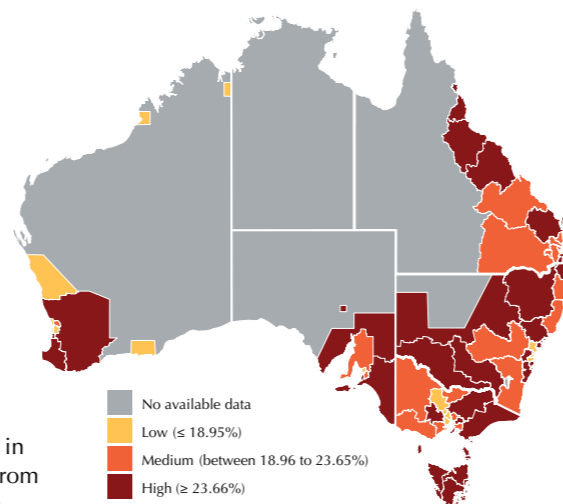 No available data
Low (≤ 18.95%)
in
Medium (between 18.96 to 23.65%)
rom
High (≥ 23.66%)